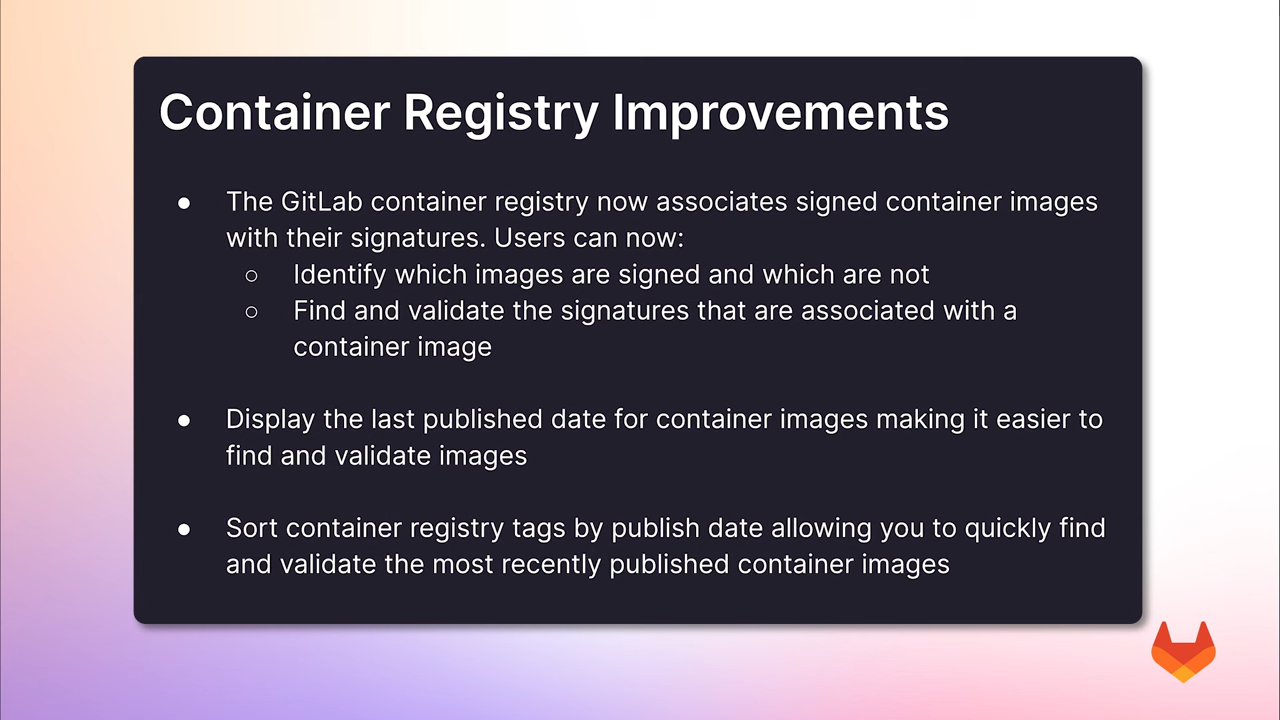 Container Registry Improvements
● The GitLab container registry now associates signed container images
with their signatures. Users can now:
○ Identify which images are signed and which are not
○ Find and validate the signatures that are associated with a
container image
● Display the last published date for container images making it easier to
find and validate images
● Sort container registry tags by publish date allowing you to quickly find
and validate the most recently published container images